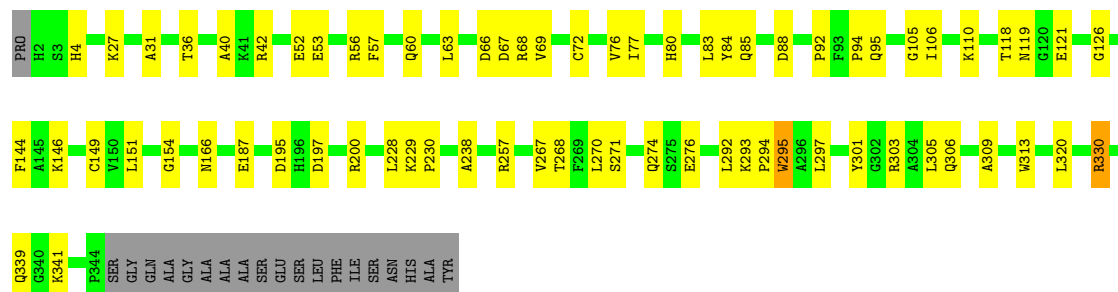 PRO H2 S3 H4 K27 A31 T36 A40 K41 R42 E52 E53 R56 F57 Q60 L63 D66 D67 R68 V69 C72 V76 I77 H80 L83 Y84 Q85 D88 P92 F93 P94 Q95 G105 I106 K110 T118 N119 G120 E121 G126
F144 A145 K146 C149 V150 L151 G154 N166 E187 D195 H196 D197 R200 L228 K229 P230 A238 R257 V267 T268 F269 L270 S271 Q274 S275 E276 L292 K293 P294 W295 A296 L297 Y301 G302 R303 A304 L305 Q306 A309 W313 L320 R330
Q339 G340 K341 P344 SER GLY GLN ALA GLY ALA ALA ALA SER GLU SER LEU PHE ILE SER ASN HIS ALA TYR